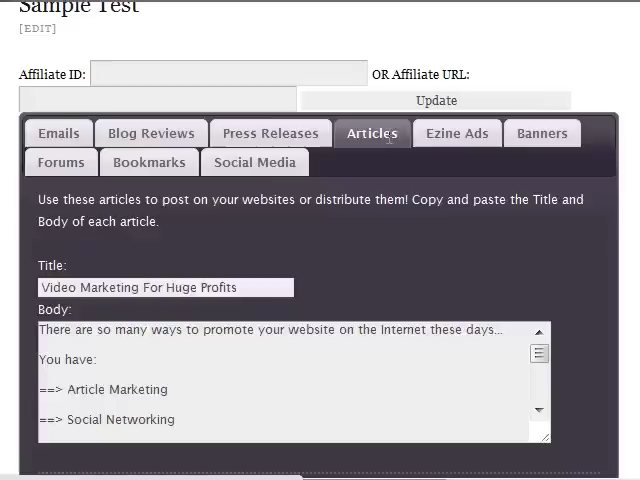 Sample Test
[EDIT]
Affiliate ID: OR Affiliate URL:
Update
Emails Blog Reviews Press Releases Articles Ezine Ads Banners
Forums Bookmarks Social Media
Use these articles to post on your websites or distribute them! Copy and paste the Title and
Body of each article.
Title:
Video Marketing For Huge Profits
Body:
There are so many ways to promote your website on the Internet these days...
You have:
==> Article Marketing
==> Social Networking